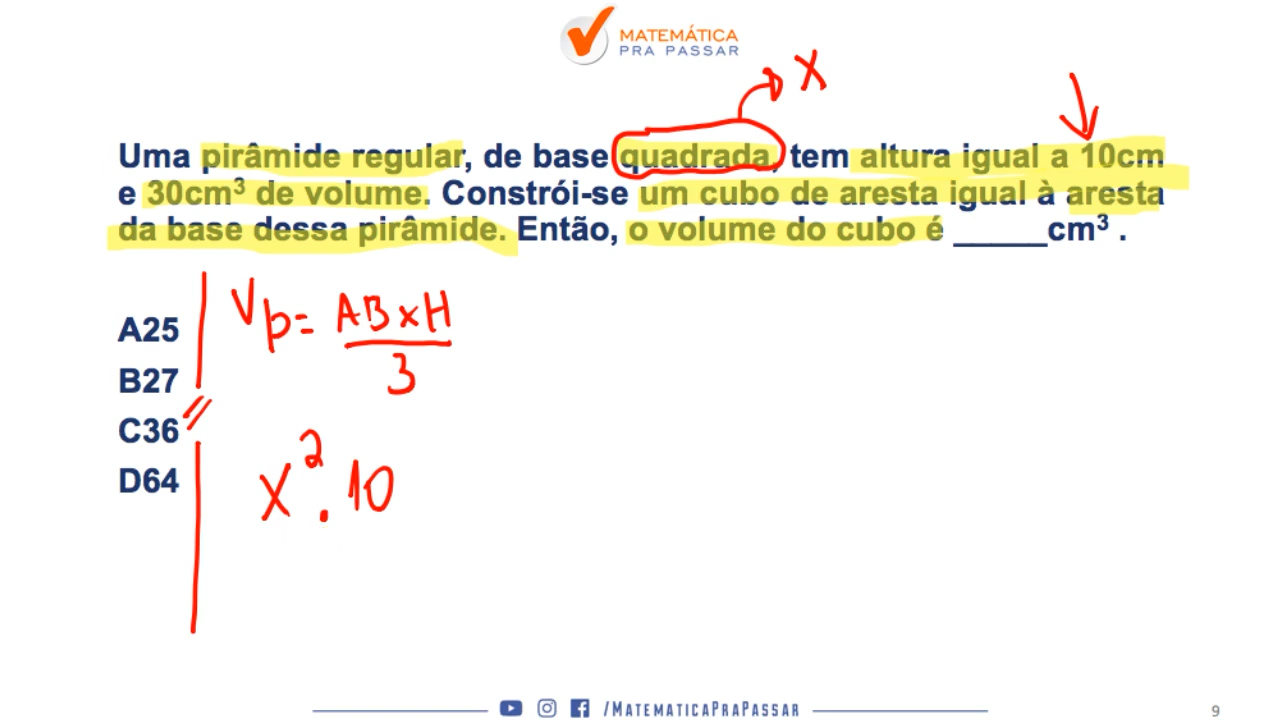 MATEMÁTICA
PRA PASSAR
X
Uma pirâmide regular, de base quadrada, tem altura igual a 10cm
e 30cm³ de volume. Constrói-se um cubo de aresta igual à aresta
da base dessa pirâmide. Então, o volume do cubo é _____cm³ .
A25
B27
C36
D64
Vp = AB x H
3
X² . 10
/MATEMATICAPRAPASSAR
9